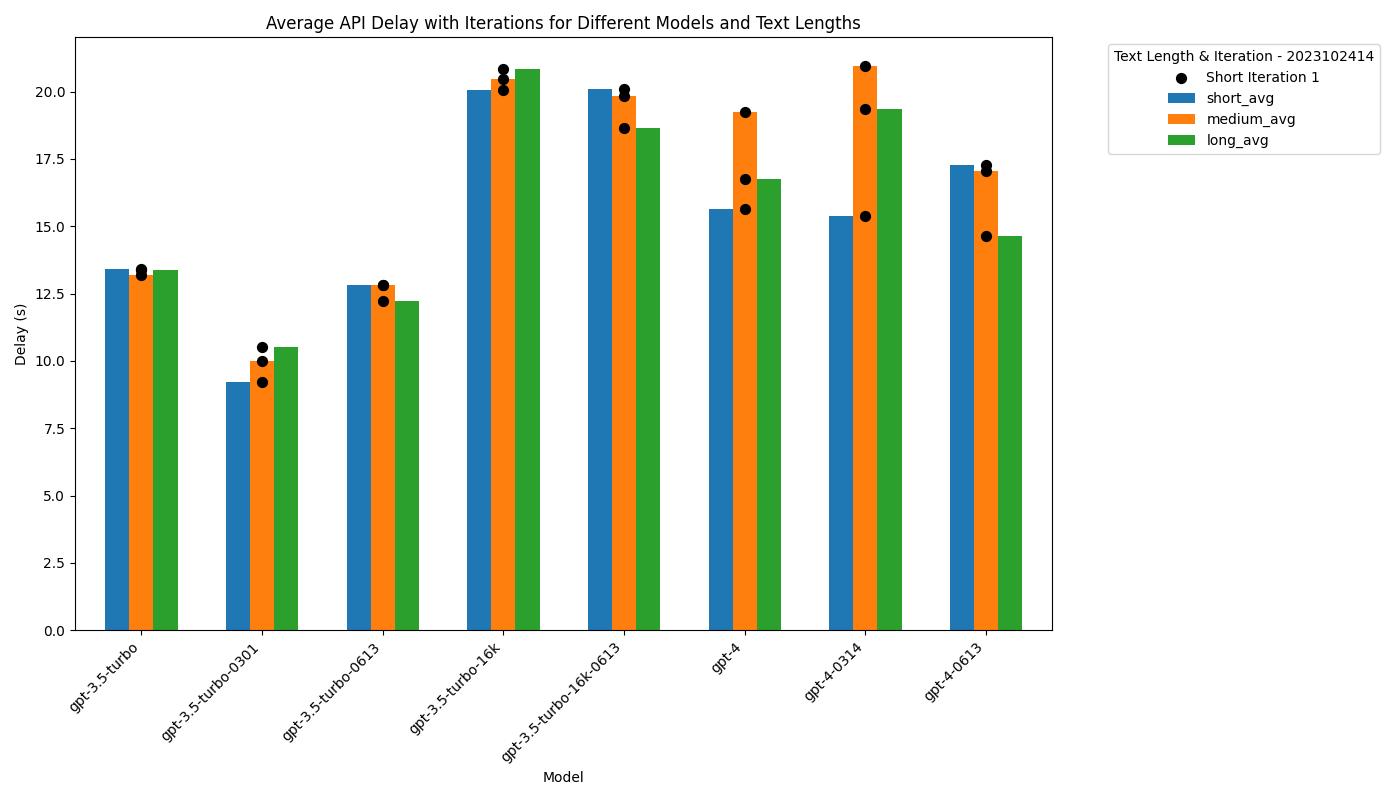 Average API Delay with Iterations for Different Models and Text Lengths
Text Length & Iteration - 2023102414
Short Iteration 1
short_avg
medium_avg
long_avg
Delay (s)
20.0
17.5
15.0
12.5
10.0
7.5
5.0
2.5
0.0
gpt-3.5-turbo
gpt-3.5-turbo-0301
gpt-3.5-turbo-0613
gpt-3.5-turbo-16k
gpt-3.5-turbo-16k-0613
gpt-4
gpt-4-0314
gpt-4-0613
Model